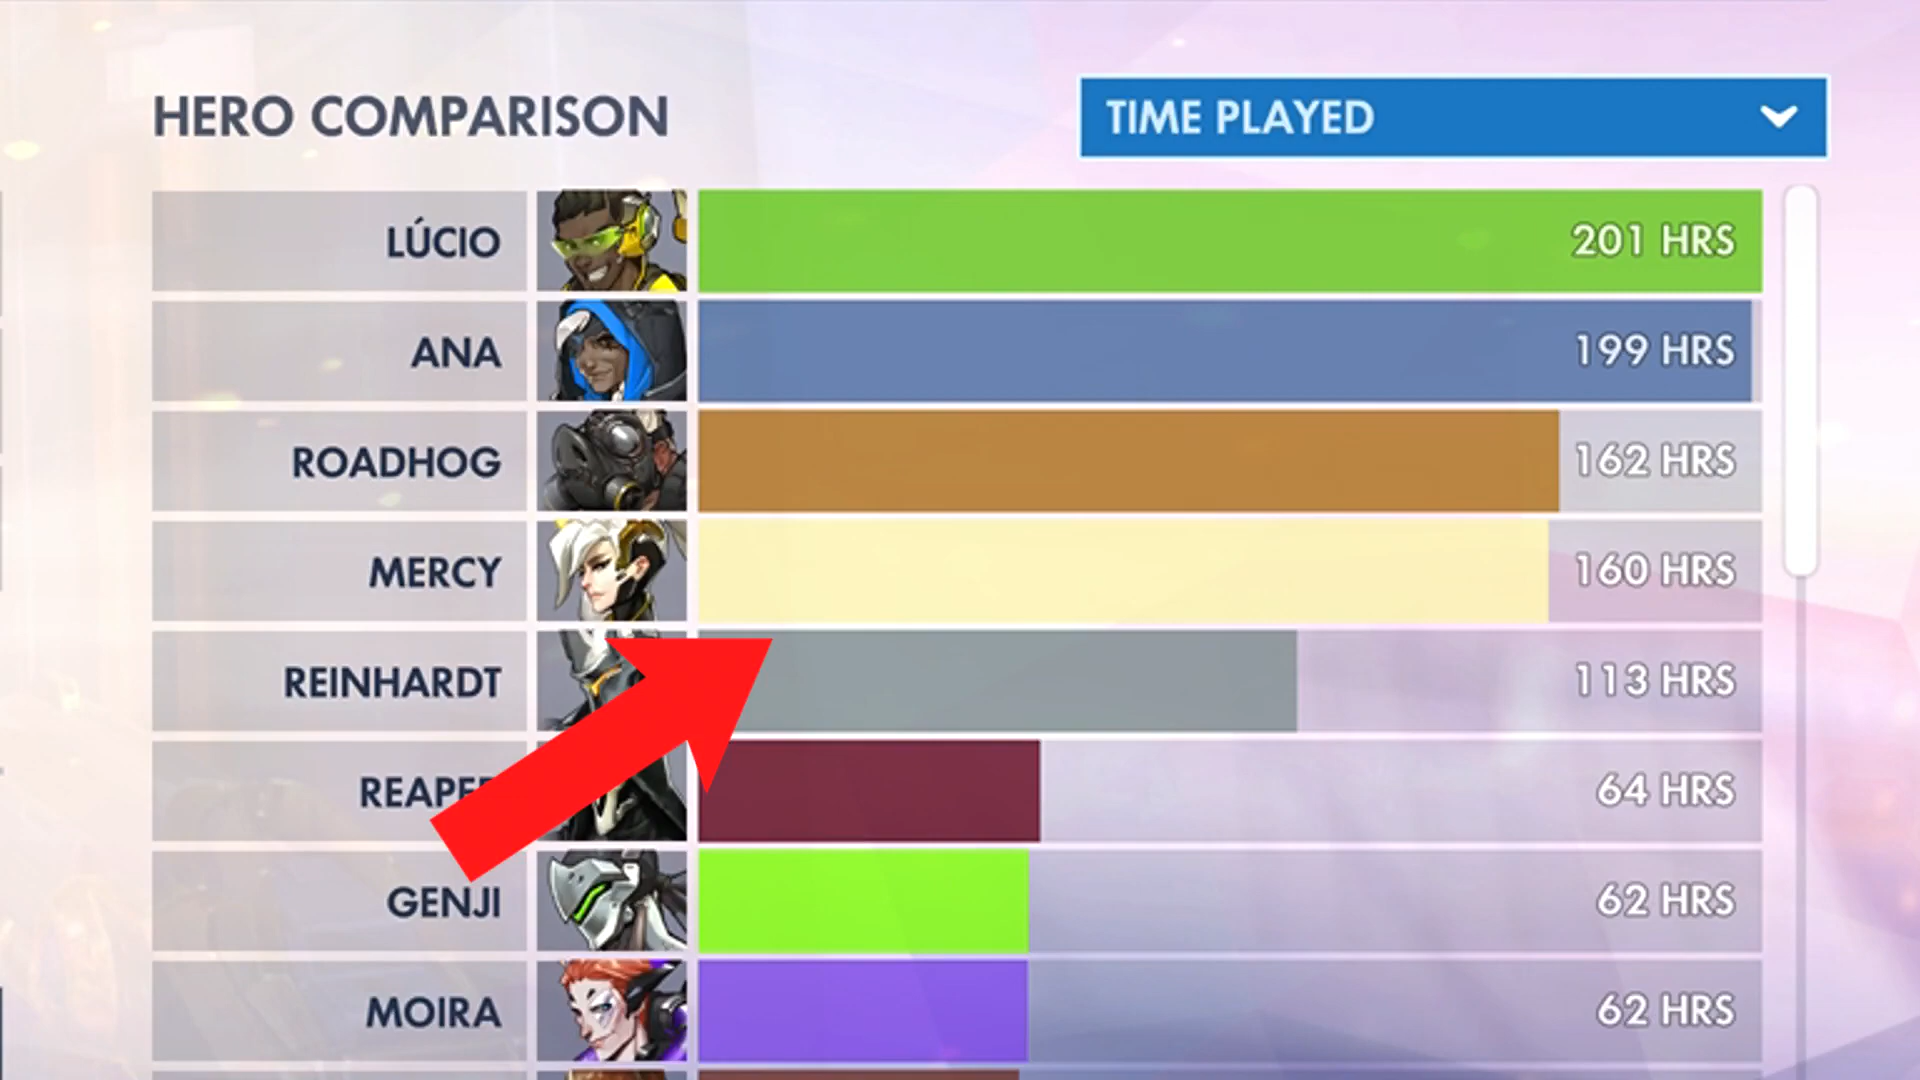 HERO COMPARISON
TIME PLAYED
LÚCIO 201 HRS
ANA 199 HRS
ROADHOG 162 HRS
MERCY 160 HRS
REINHARDT 113 HRS
64 HRS
GENJI 62 HRS
MOIRA 62 HRS